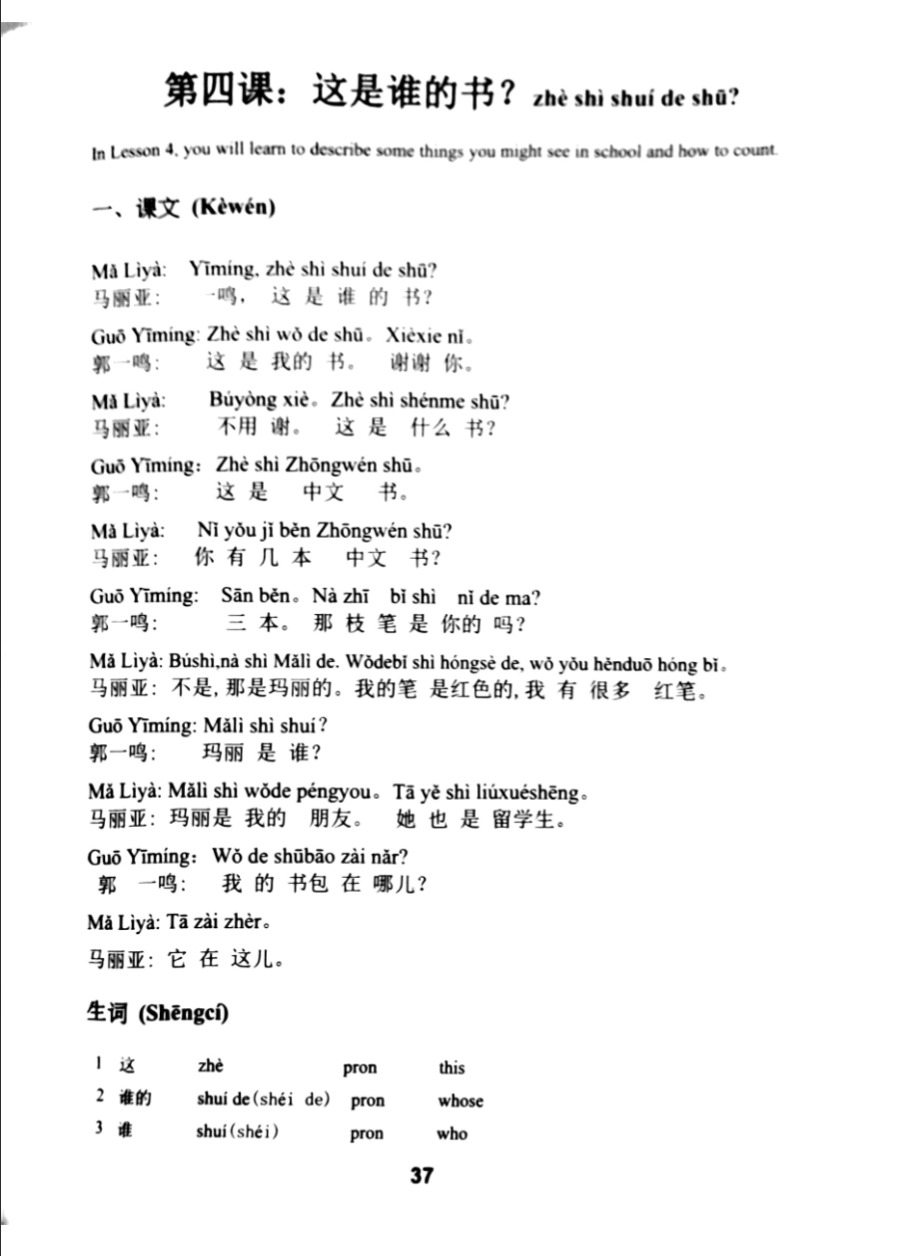 第四课：这是谁的书？zhè shì shuí de shū?
In Lesson 4, you will learn to describe some things you might see in school and how to count.
一、课文 (Kèwén)
Mǎ Lìyà: Yīmíng, zhè shì shuí de shū?
马丽亚： 一鸣， 这 是 谁 的 书？
Guō Yīmíng: Zhè shì wǒ de shū。Xièxie nǐ。
郭一鸣： 这 是 我的 书。 谢谢 你。
Mǎ Lìyà: Búyòng xiè。Zhè shì shénme shū?
马丽亚： 不用 谢。 这 是 什么 书？
Guō Yīmíng：Zhè shì Zhōngwén shū。
郭一鸣： 这 是 中文 书。
Mǎ Lìyà: Nǐ yǒu jǐ běn Zhōngwén shū?
马丽亚： 你 有 几 本 中文 书？
Guō Yīmíng: Sān běn。Nà zhī bǐ shì nǐ de ma?
郭一鸣： 三 本。 那 枝 笔 是 你的 吗？
Mǎ Lìyà: Búshì,nà shì Mǎlì de. Wǒdebǐ shì hóngsè de, wǒ yǒu hěnduō hóng bǐ。
马丽亚：不是，那是玛丽的。我的笔 是红色的，我 有 很多 红笔。
Guō Yīmíng: Mǎlì shì shuí？
郭一鸣： 玛丽 是 谁？
Mǎ Lìyà: Mǎlì shì wǒde péngyou。Tā yě shì liúxuéshēng。
马丽亚：玛丽是 我的 朋友。 她 也 是 留学生。
Guō Yīmíng：Wǒ de shūbāo zài nǎr?
郭 一鸣： 我 的 书包 在 哪儿？
Mǎ Lìyà: Tā zài zhèr。
马丽亚：它 在 这儿。
生词 (Shēngcí)
1 这 zhè pron this
2 谁的 shuí de(shéi de) pron whose
3 谁 shuí(shéi) pron who
37